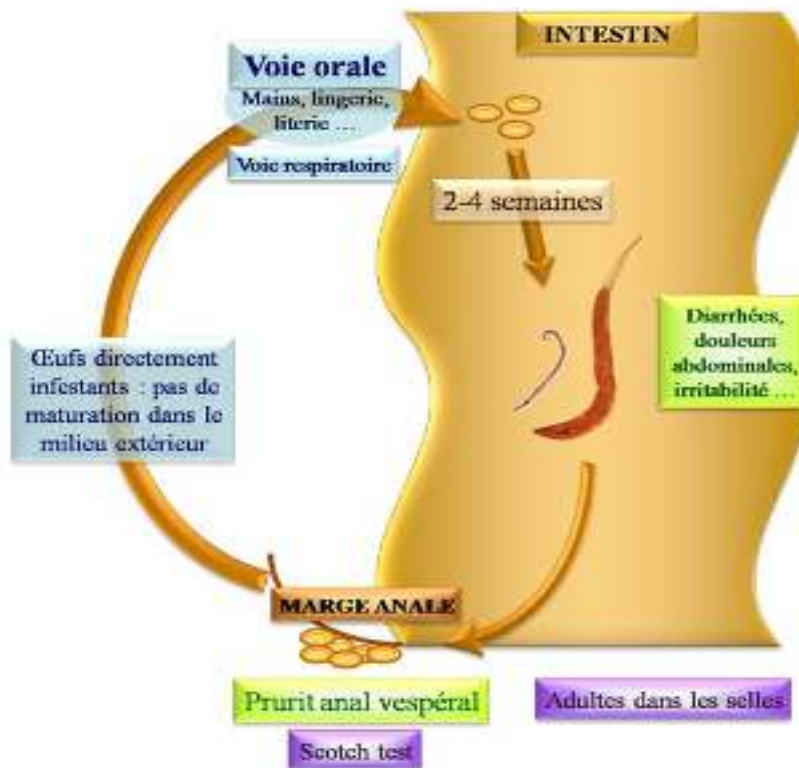 INTESTIN
Voie orale
Mains, lingerie,
literie ...
Voie respiratoire
2-4 semaines
Diarrhées,
douleurs
abdominales,
irritabilité ...
Œufs directement
infestants : pas de
maturation dans le
milieu extérieur
MARGE ANALE
Prurit anal vespéral
Adultes dans les selles
Scotch test